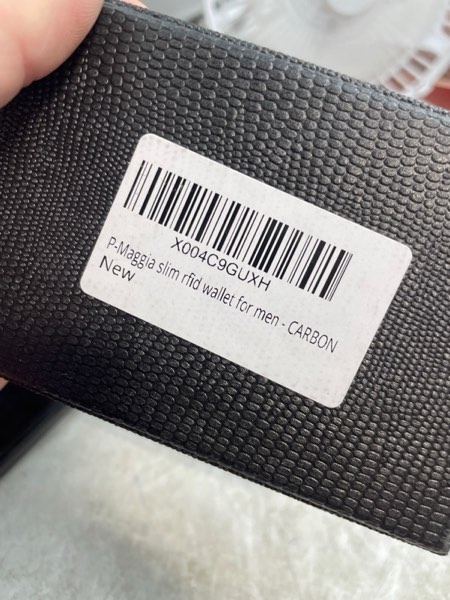 X004C9GUXH
P-Maggia slim rfid wallet for men - CARBON
New